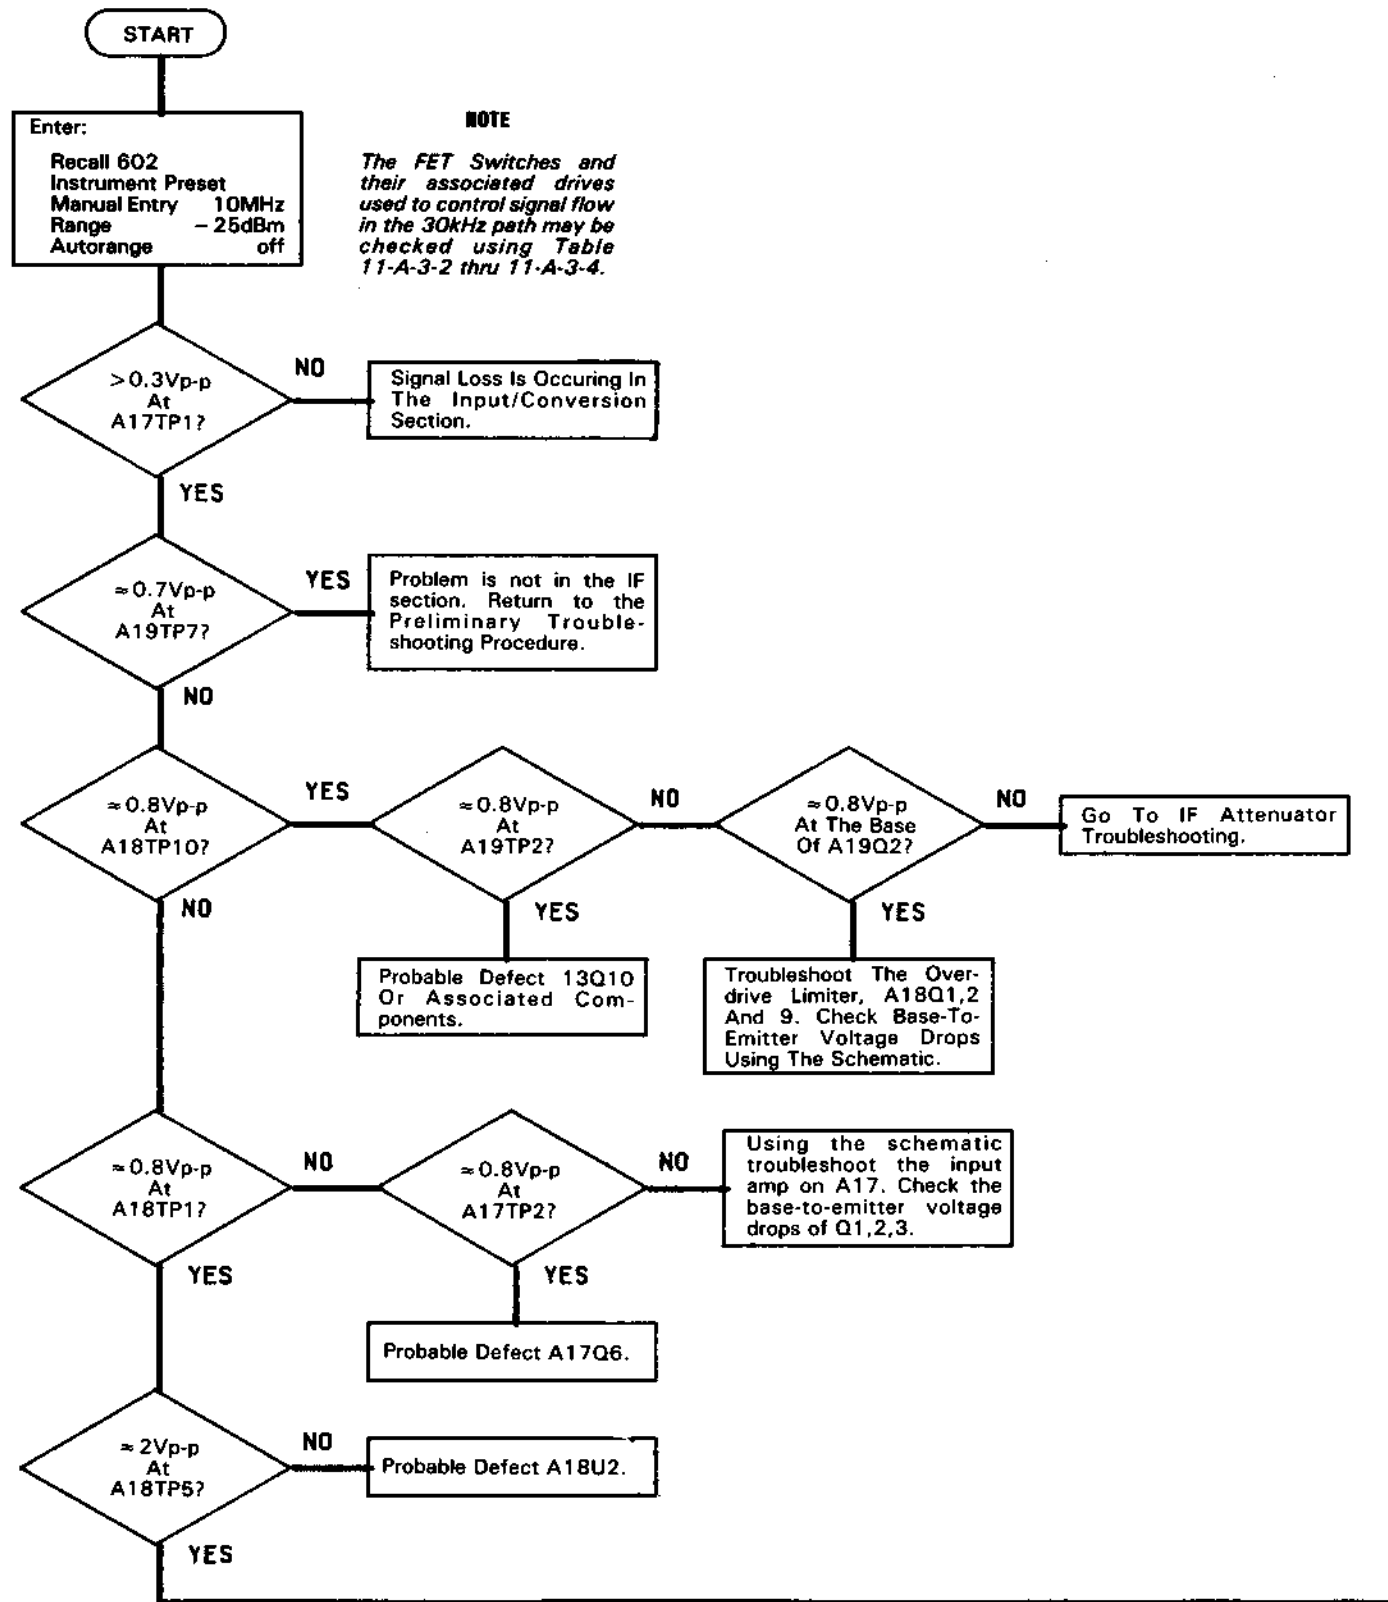 START
Enter:
Recall 602
Instrument Preset
Manual Entry 10MHz
Range -25dBm
Autorange off
NOTE
The FET Switches and
their associated drives
used to control signal flow
in the 30kHz path may be
checked using Table
11-A-3-2 thru 11-A-3-4.
>0.3Vp-p
At
A17TP1?
NO
Signal Loss Is Occuring In
The Input/Conversion
Section.
YES
≈0.7Vp-p
At
A19TP7?
YES
Problem is not in the IF
section. Return to the
Preliminary Trouble-
shooting Procedure.
NO
≈0.8Vp-p
At
A18TP10?
YES
≈0.8Vp-p
At
A19TP2?
NO
≈0.8Vp-p
At The Base
Of A19Q2?
NO
Go To IF Attenuator
Troubleshooting.
NO
YES
YES
Probable Defect 13Q10
Or Associated Com-
ponents.
Troubleshoot The Over-
drive Limiter, A18Q1,2
And 9. Check Base-To-
Emitter Voltage Drops
Using The Schematic.
≈0.8Vp-p
At
A18TP1?
NO
≈0.8Vp-p
At
A17TP2?
NO
Using the schematic
troubleshoot the input
amp on A17. Check the
base-to-emitter voltage
drops of Q1,2,3.
YES
YES
Probable Defect A17Q6.
≈2Vp-p
At
A18TP5?
NO
Probable Defect A18U2.
YES